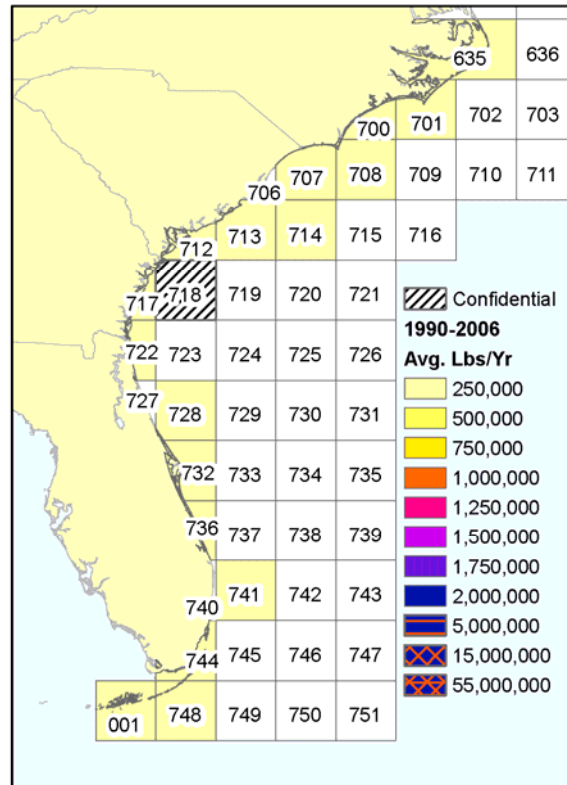 635 636
700 701 702 703
706 707 708 709 710 711
712 713 714 715 716
717 718 719 720 721
722 723 724 725 726
727 728 729 730 731
732 733 734 735
736 737 738 739
740 741 742 743
744 745 746 747
001 748 749 750 751
Confidential
1990-2006
Avg. Lbs/Yr
250,000
500,000
750,000
1,000,000
1,250,000
1,500,000
1,750,000
2,000,000
5,000,000
15,000,000
55,000,000